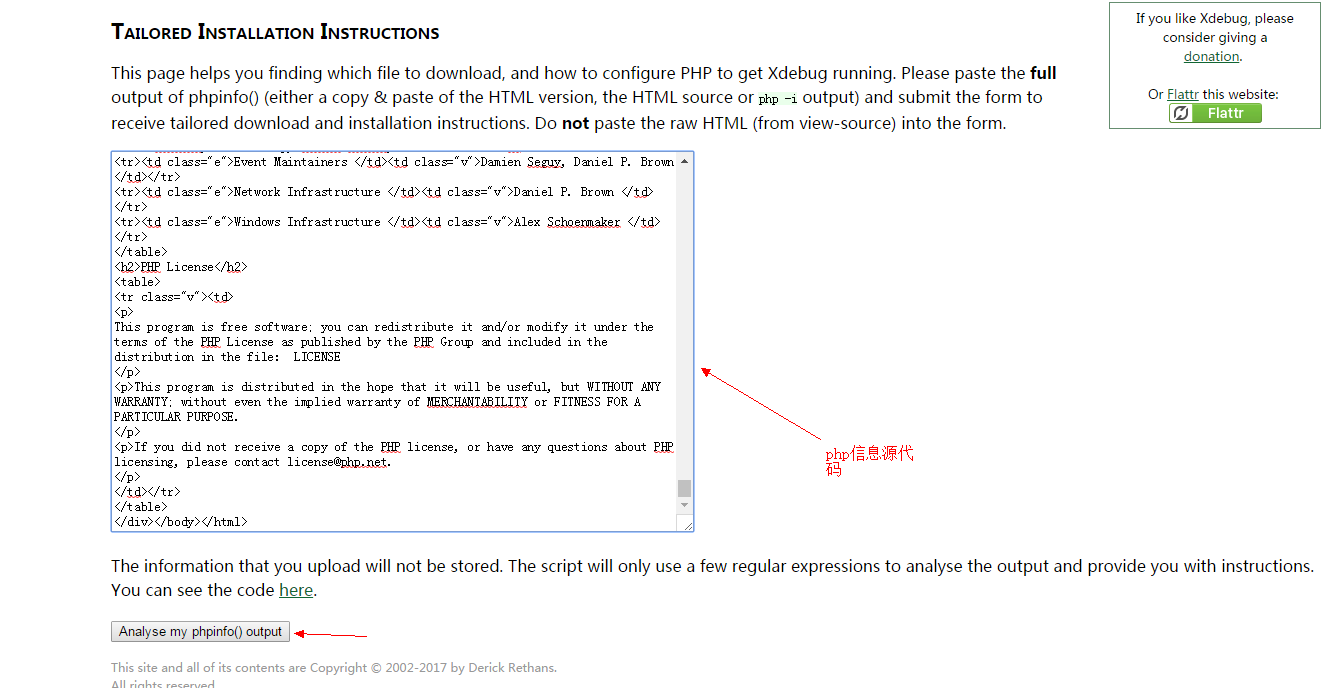 TAILORED INSTALLATION INSTRUCTIONS
This page helps you finding which file to download, and how to configure PHP to get Xdebug running. Please paste the full
output of phpinfo() (either a copy & paste of the HTML version, the HTML source or php -i output) and submit the form to
receive tailored download and installation instructions. Do not paste the raw HTML (from view-source) into the form.
If you like Xdebug, please
consider giving a
donation.
Or Flattr this website:
Flattr
<tr><td class="e">Event Maintainers </td><td class="v">Damien Seguy, Daniel P. Brown
</td></tr>
<tr><td class="e">Network Infrastructure </td><td class="v">Daniel P. Brown </td>
</tr>
<tr><td class="e">Windows Infrastructure </td><td class="v">Alex Schoenmaker </td>
</tr>
</table>
<h2>PHP License</h2>
<table>
<tr class="v"><td>
<p>
This program is free software; you can redistribute it and/or modify it under the
terms of the PHP License as published by the PHP Group and included in the
distribution in the file:  LICENSE
</p>
<p>This program is distributed in the hope that it will be useful, but WITHOUT ANY
WARRANTY; without even the implied warranty of MERCHANTABILITY or FITNESS FOR A
PARTICULAR PURPOSE.
</p>
<p>If you did not receive a copy of the PHP license, or have any questions about PHP
licensing, please contact license@php.net.
</p>
</td></tr>
</table>
</div></body></html>
php信息源代
码
The information that you upload will not be stored. The script will only use a few regular expressions to analyse the output and provide you with instructions.
You can see the code here.
Analyse my phpinfo() output
This site and all of its contents are Copyright © 2002-2017 by Derick Rethans.
All rights reserved.